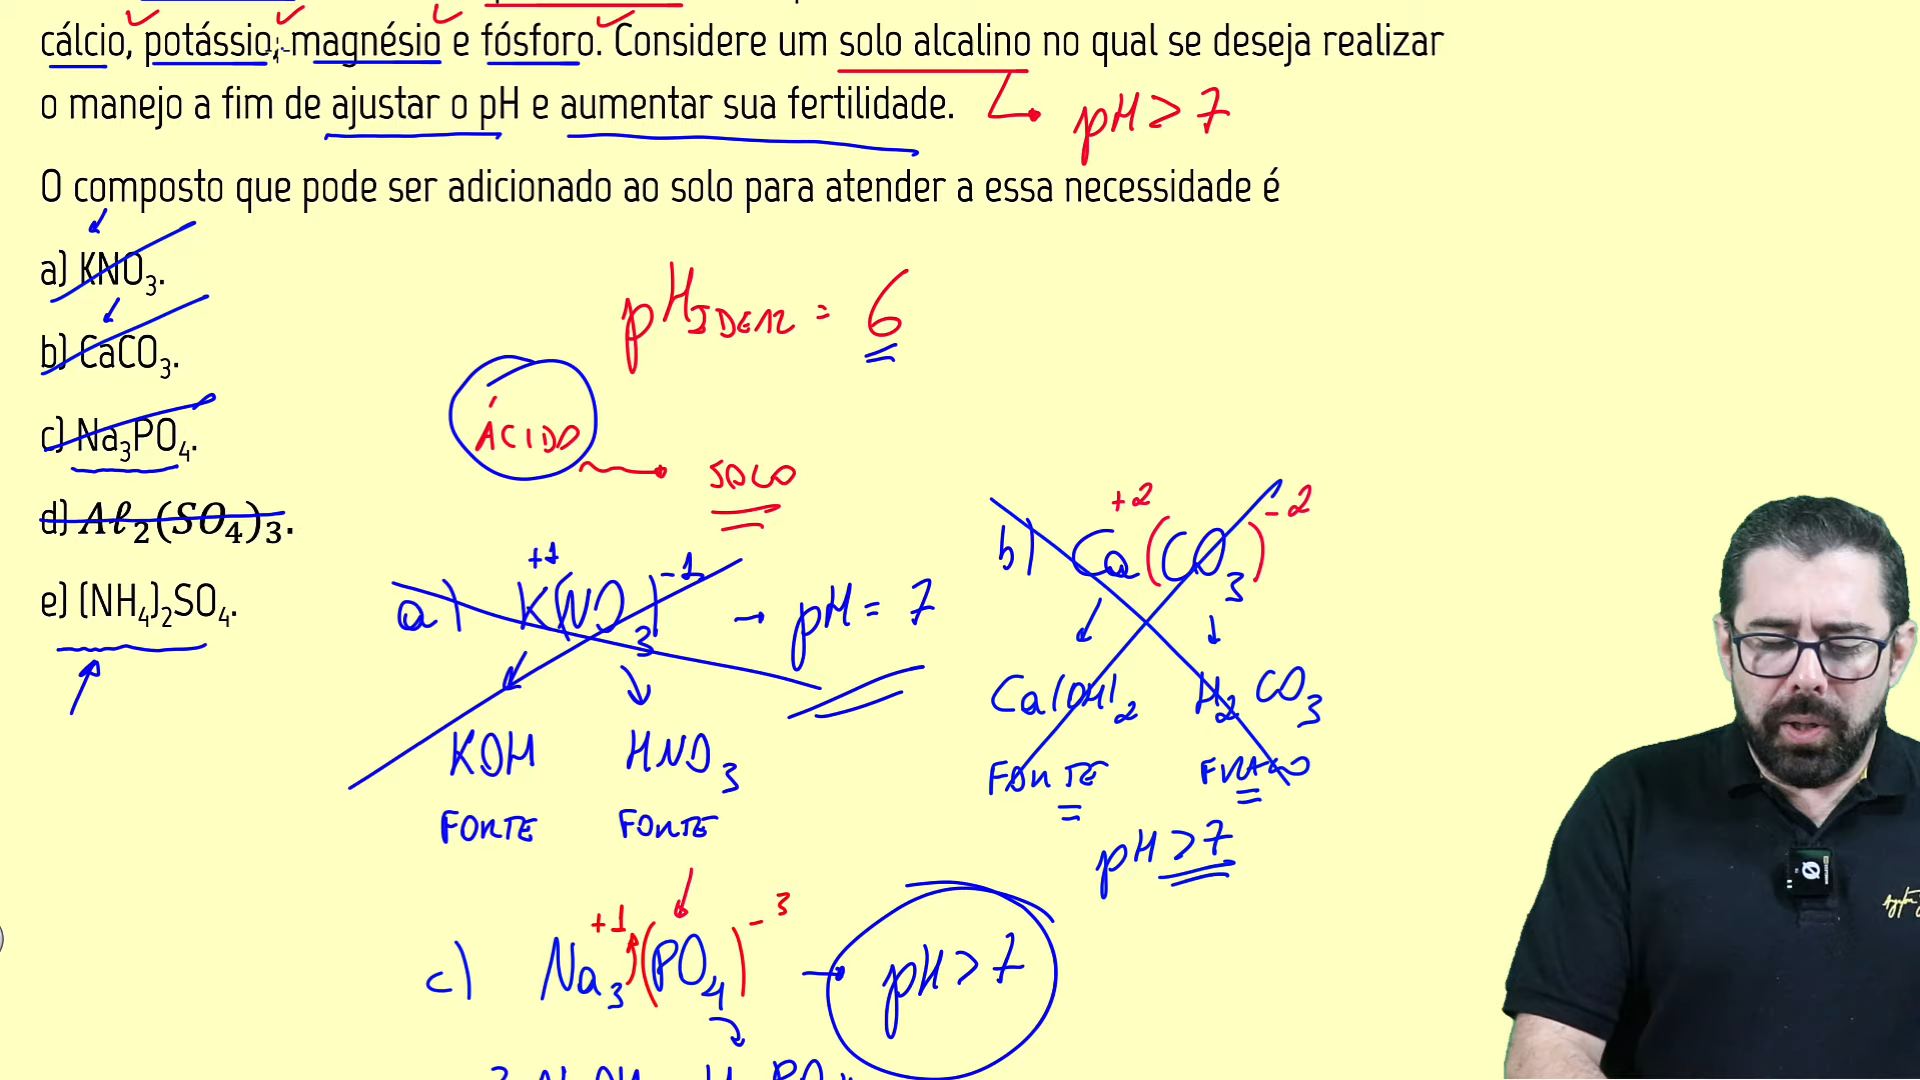 cálcio, potássio, magnésio e fósforo. Considere um solo alcalino no qual se deseja realizar
o manejo a fim de ajustar o pH e aumentar sua fertilidade.
pH > 7
O composto que pode ser adicionado ao solo para atender a essa necessidade é
a) KNO₃.
b) CaCO₃.
c) Na₃PO₄.
d) Aℓ₂(SO₄)₃.
e) (NH₄)₂SO₄.
pH IDEAL = 6
ÁCIDO
SOLO
a) K⁺¹(NO₃)⁻¹ → pH = 7
KOH HNO₃
FORTE FORTE
b) Ca⁺²(CO₃)⁻²
Ca(OH)₂ H₂CO₃
FORTE FRACO
pH > 7
c) Na₃⁺¹(PO₄)⁻³ → pH > 7